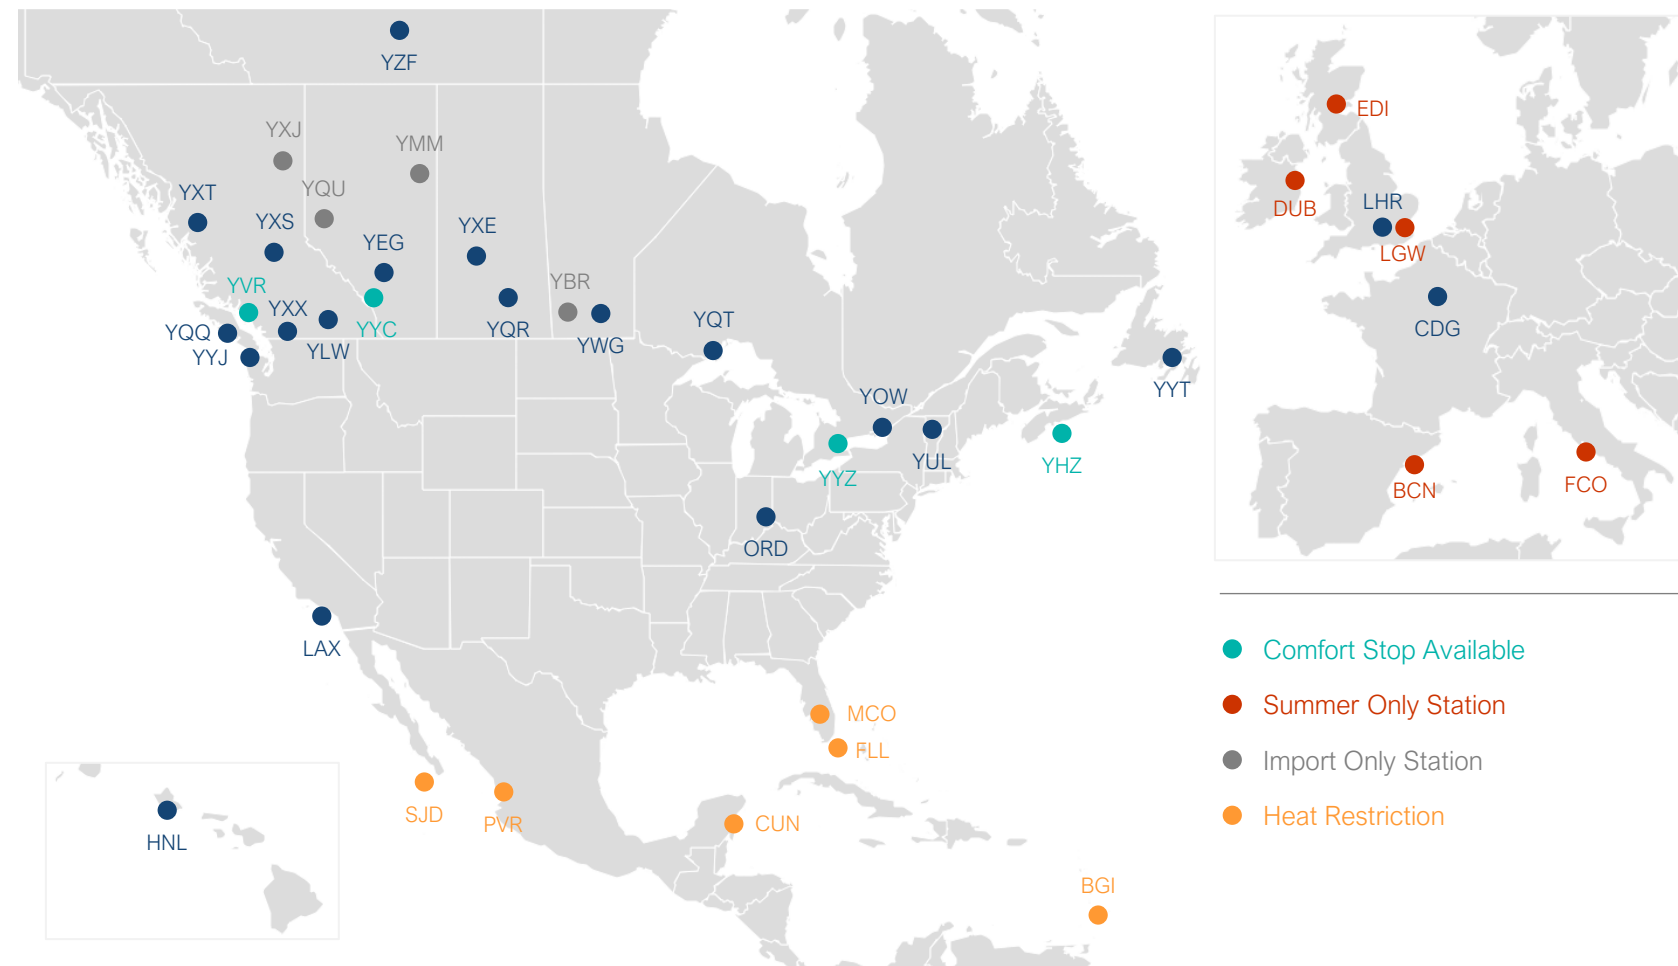 YZF
YXJ
YMM
YXT
YQU
YXS
YXE
YEG
YVR
YXX
YBR
YQQ
YYC
YQR
YQT
YYJ
YLW
YWG
YOW
YYT
YUL
YHZ
YYZ
ORD
LAX
MCO
FLL
SJD
PVR
CUN
HNL
BGI
EDI
DUB
LHR
LGW
CDG
BCN
FCO
Comfort Stop Available
Summer Only Station
Import Only Station
Heat Restriction